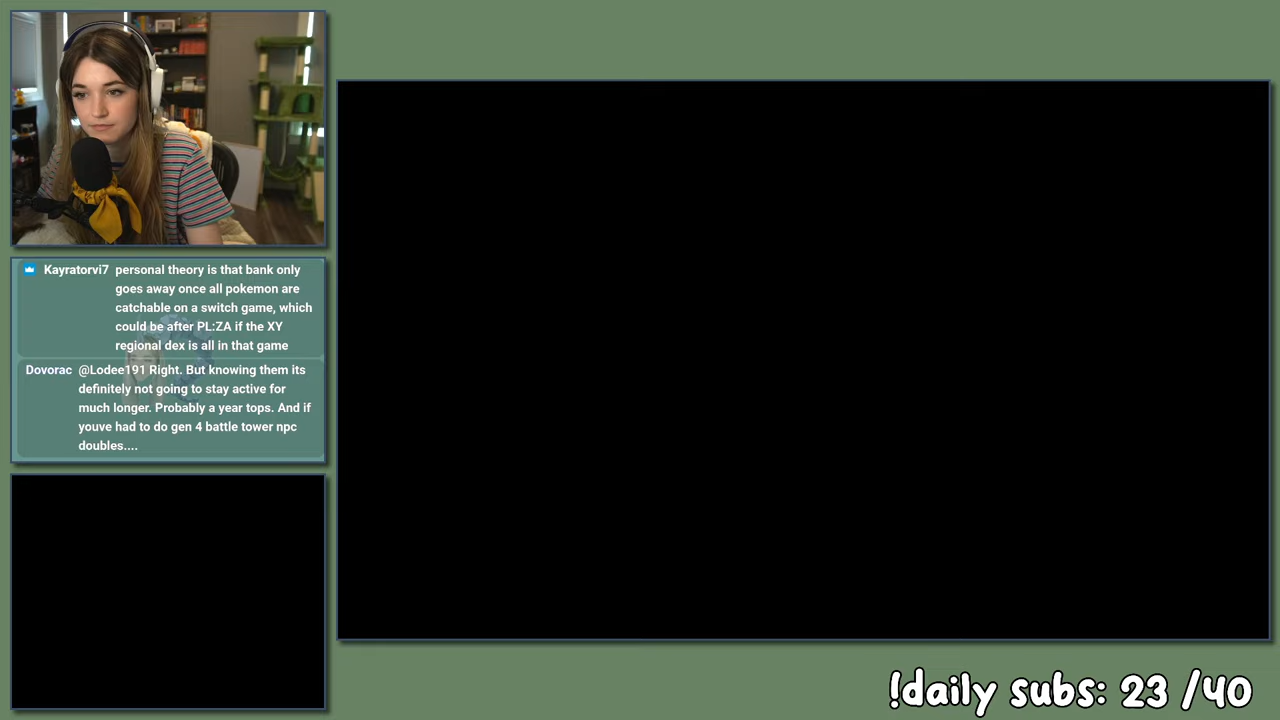 Kayratorvi7 personal theory is that bank only
goes away once all pokemon are
catchable on a switch game, which
could be after PL:ZA if the XY
regional dex is all in that game
Dovorac @Lodee191 Right. But knowing them its
definitely not going to stay active for
much longer. Probably a year tops. And if
youve had to do gen 4 battle tower npc
doubles....
!daily subs: 23 /40